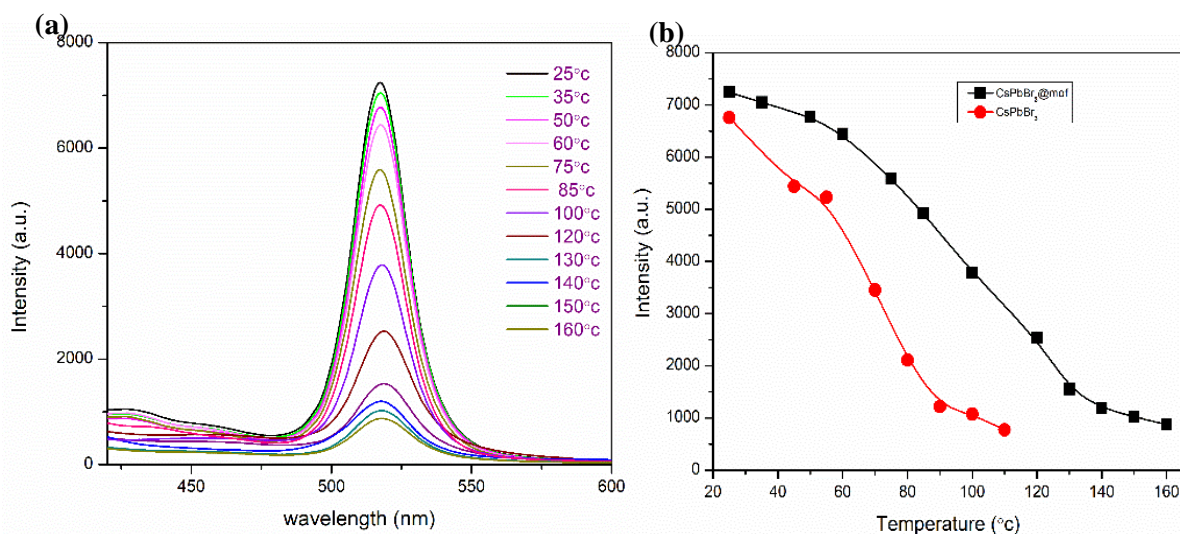 (a)
8000
6000
4000
2000
0
Intensity (a.u.)
450
500
550
600
wavelength (nm)
25°c
35°c
50°c
60°c
75°c
85°c
100°c
120°c
130°c
140°c
150°c
160°c
(b)
8000
7000
6000
5000
4000
3000
2000
1000
0
Intensity (a.u.)
20
40
60
80
100
120
140
160
Temperature (°c)
CsPbBr3@mof
CsPbBr3